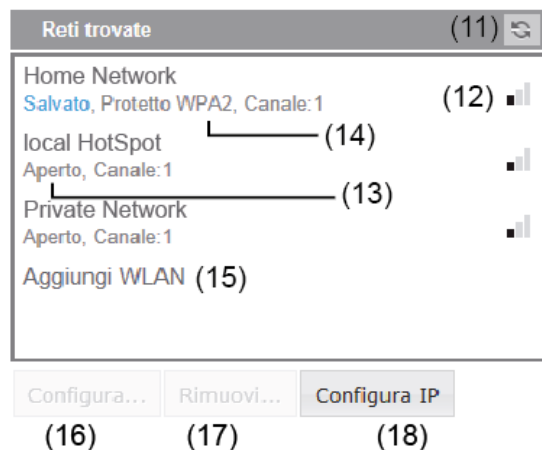 Reti trovate (11)
Home Network
Salvato, Protetto WPA2, Canale:1 (12)
(14)
local HotSpot
Aperto, Canale:1
(13)
Private Network
Aperto, Canale:1
Aggiungi WLAN (15)
Configura... Rimuovi... Configura IP
(16) (17) (18)